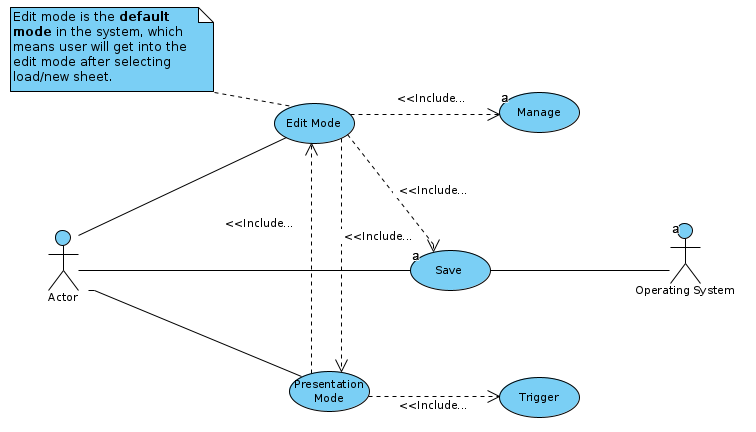 Edit mode is the default
mode in the system, which
means user will get into the
edit mode after selecting
load/new sheet.
<<Include...
a
Manage
Edit Mode
<<Include...
<<Include...
<<Include...
a
Save
a
Actor
Operating System
Presentation
Mode
<<Include...
Trigger